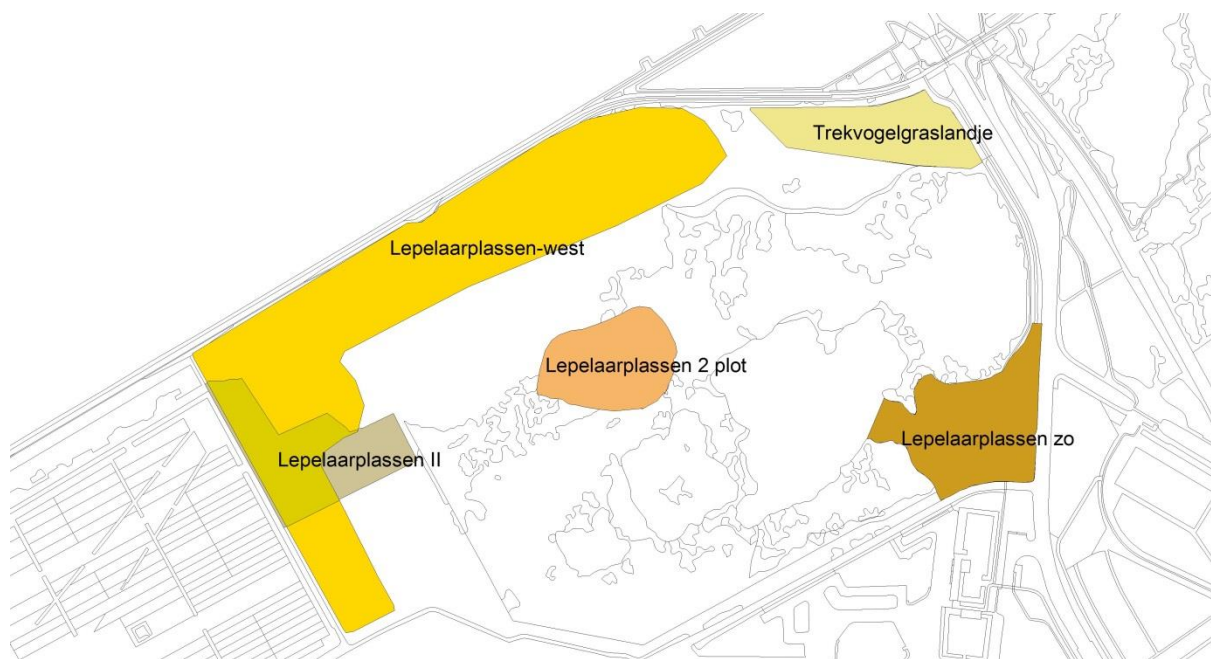 Trekvogelgraslandje
Lepelaarplassen-west
Lepelaarplassen 2 plot
Lepelaarplassen zo
Lepelaarplassen II